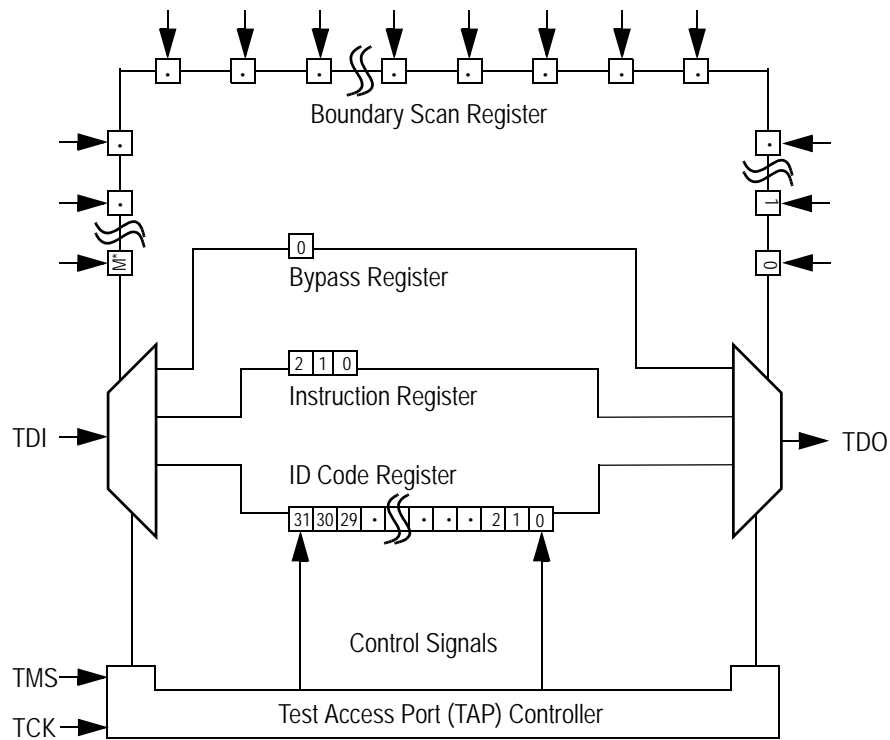 Boundary Scan Register
1
M*
0
0
Bypass Register
2 1 0
Instruction Register
TDI
TDO
ID Code Register
31 30 29 · · · · 2 1 0
Control Signals
TMS
Test Access Port (TAP) Controller
TCK